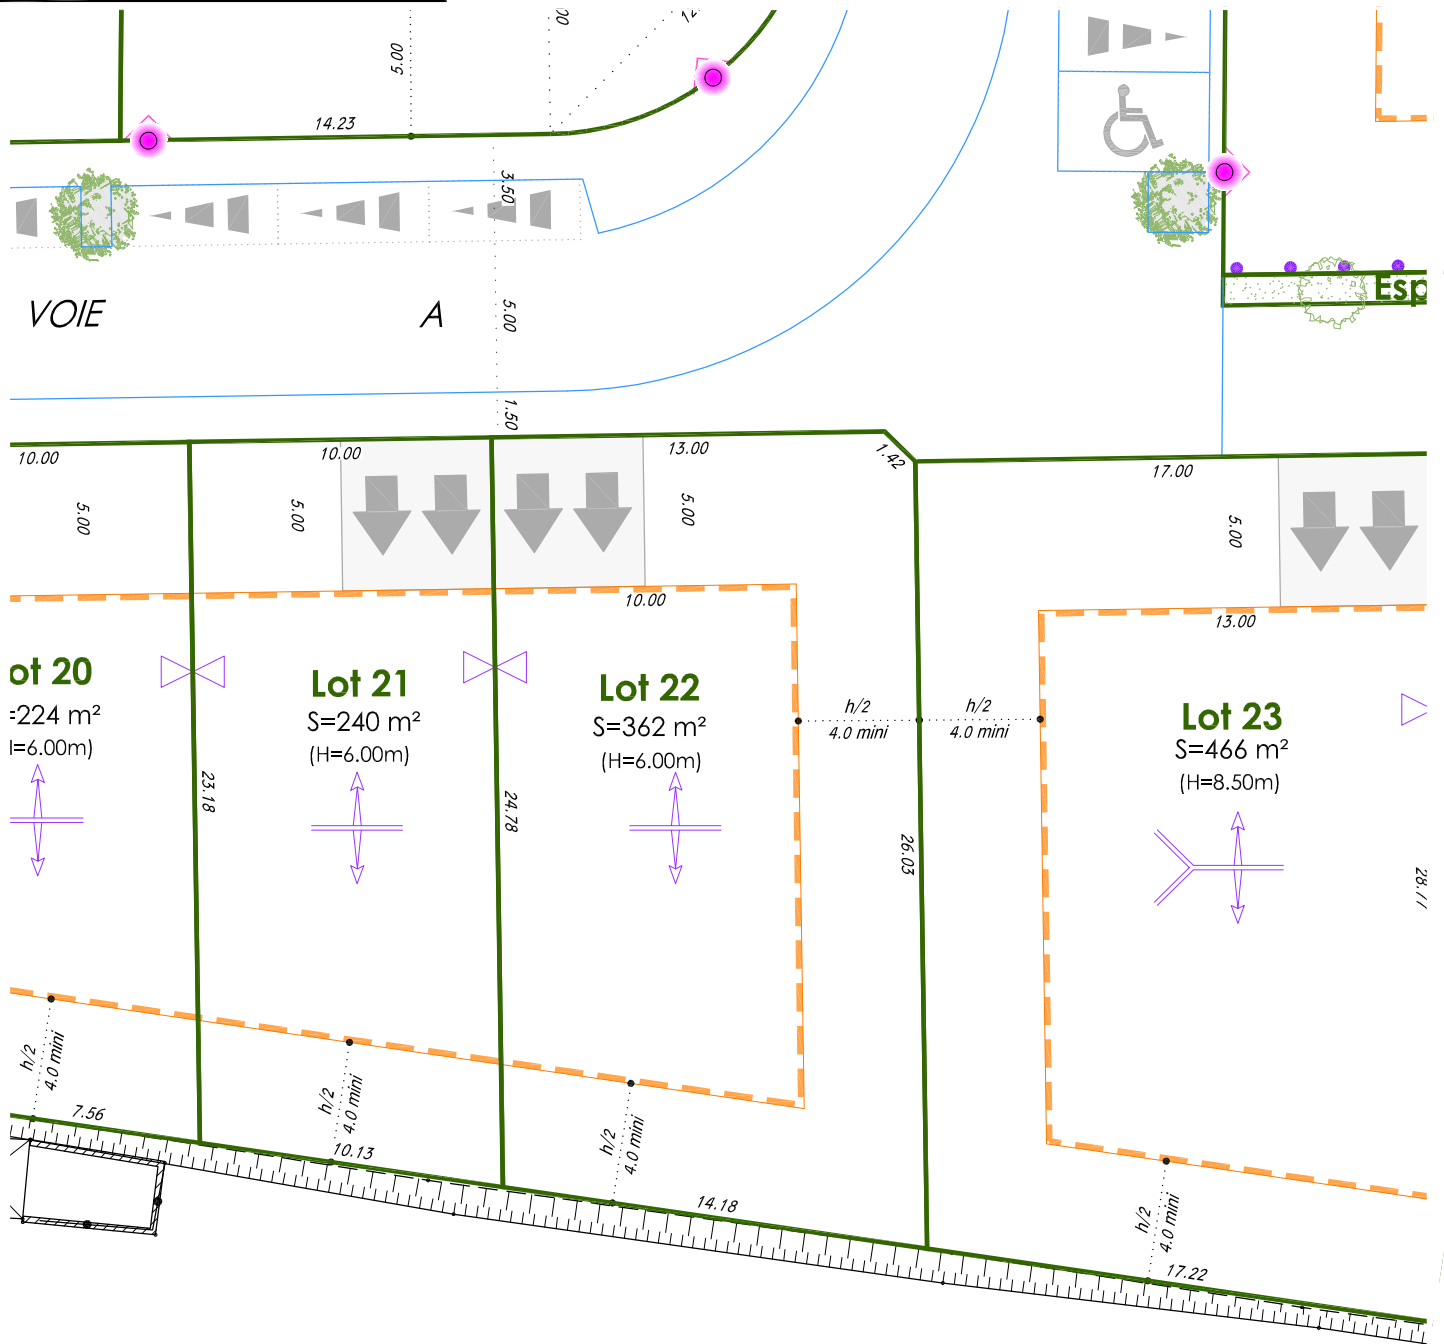 5.00
14.23
3.50
VOIE A
5.00
1.50
Esp
10.00
10.00
13.00
1.42
17.00
5.00
5.00
5.00
5.00
10.00
13.00
ot 20
=224 m²
(H=6.00m)
Lot 21
S=240 m²
(H=6.00m)
Lot 22
S=362 m²
(H=6.00m)
h/2
4.0 mini
h/2
4.0 mini
Lot 23
S=466 m²
(H=8.50m)
23.18
24.78
26.03
h/2
4.0 mini
h/2
4.0 mini
h/2
4.0 mini
h/2
4.0 mini
7.56
10.13
14.18
17.22